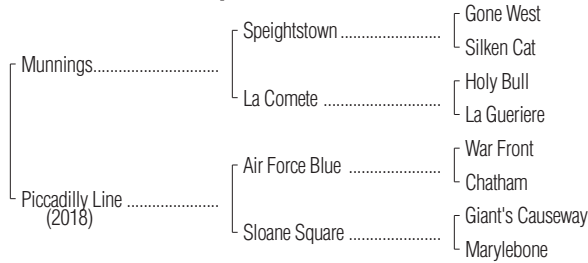 Gone West
Speightstown ....................
Silken Cat
Munnings.........................
Holy Bull
La Comete .......................
La Gueriere
War Front
Air Force Blue ..................
Chatham
Piccadilly Line ..................
(2018)
Giant's Causeway
Sloane Square ...................
Marylebone